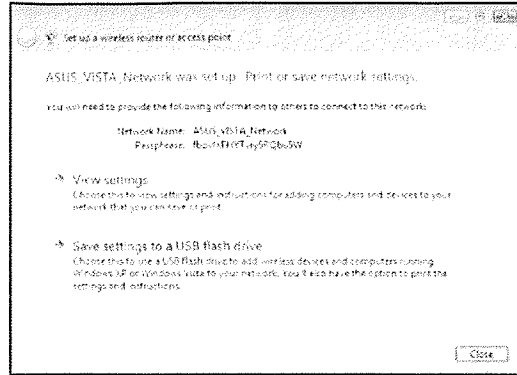 Set up a wireless router or access point
ASUS_VISTA_Network was set up. Print or save network settings.
You will need to provide the following information to others to connect to this network:
Network Name: ASUS_VISTA_Network
Passphrase:
View settings
Choose this to view settings and instructions for adding computers and devices to your
network that you can save or print.
Save settings to a USB flash drive
Choose this to use a USB flash drive to add wireless devices and computers running
Windows XP or Windows Vista to your network. You'll also have the option to print the
settings and instructions.
Close